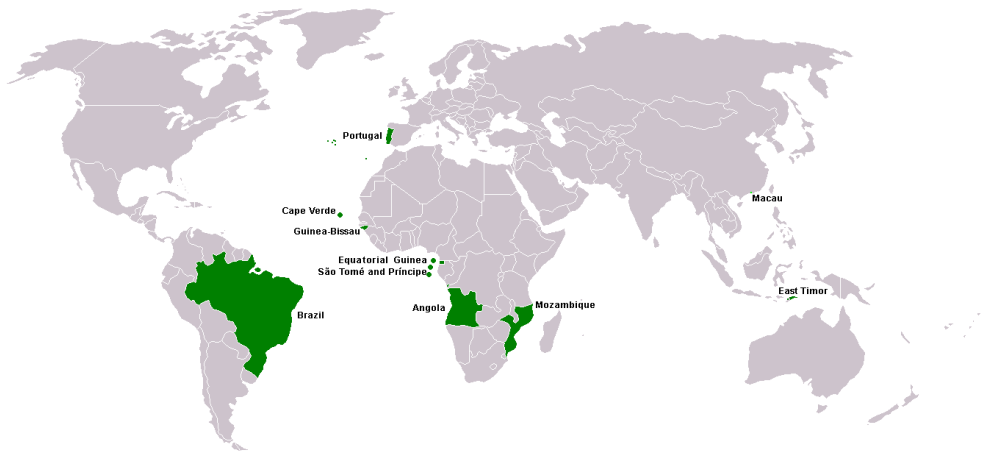 Portugal
Macau
Cape Verde
Guinea-Bissau
Equatorial Guinea
São Tomé and Príncipe
East Timor
Angola
Mozambique
Brazil